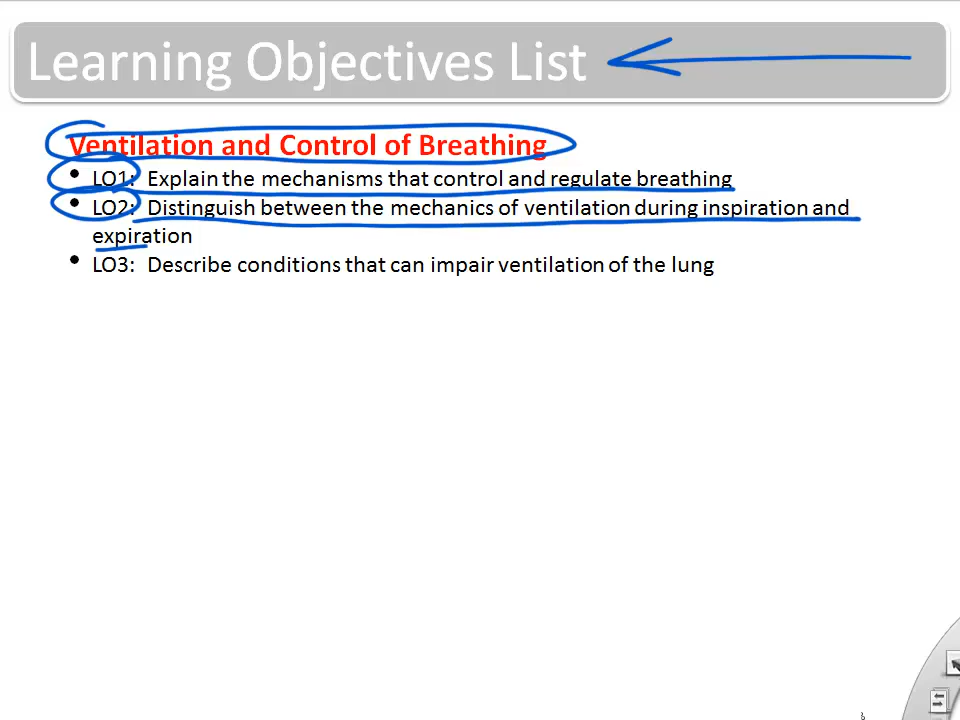 Learning Objectives List
Ventilation and Control of Breathing
• LO1: Explain the mechanisms that control and regulate breathing
• LO2: Distinguish between the mechanics of ventilation during inspiration and
expiration
• LO3: Describe conditions that can impair ventilation of the lung